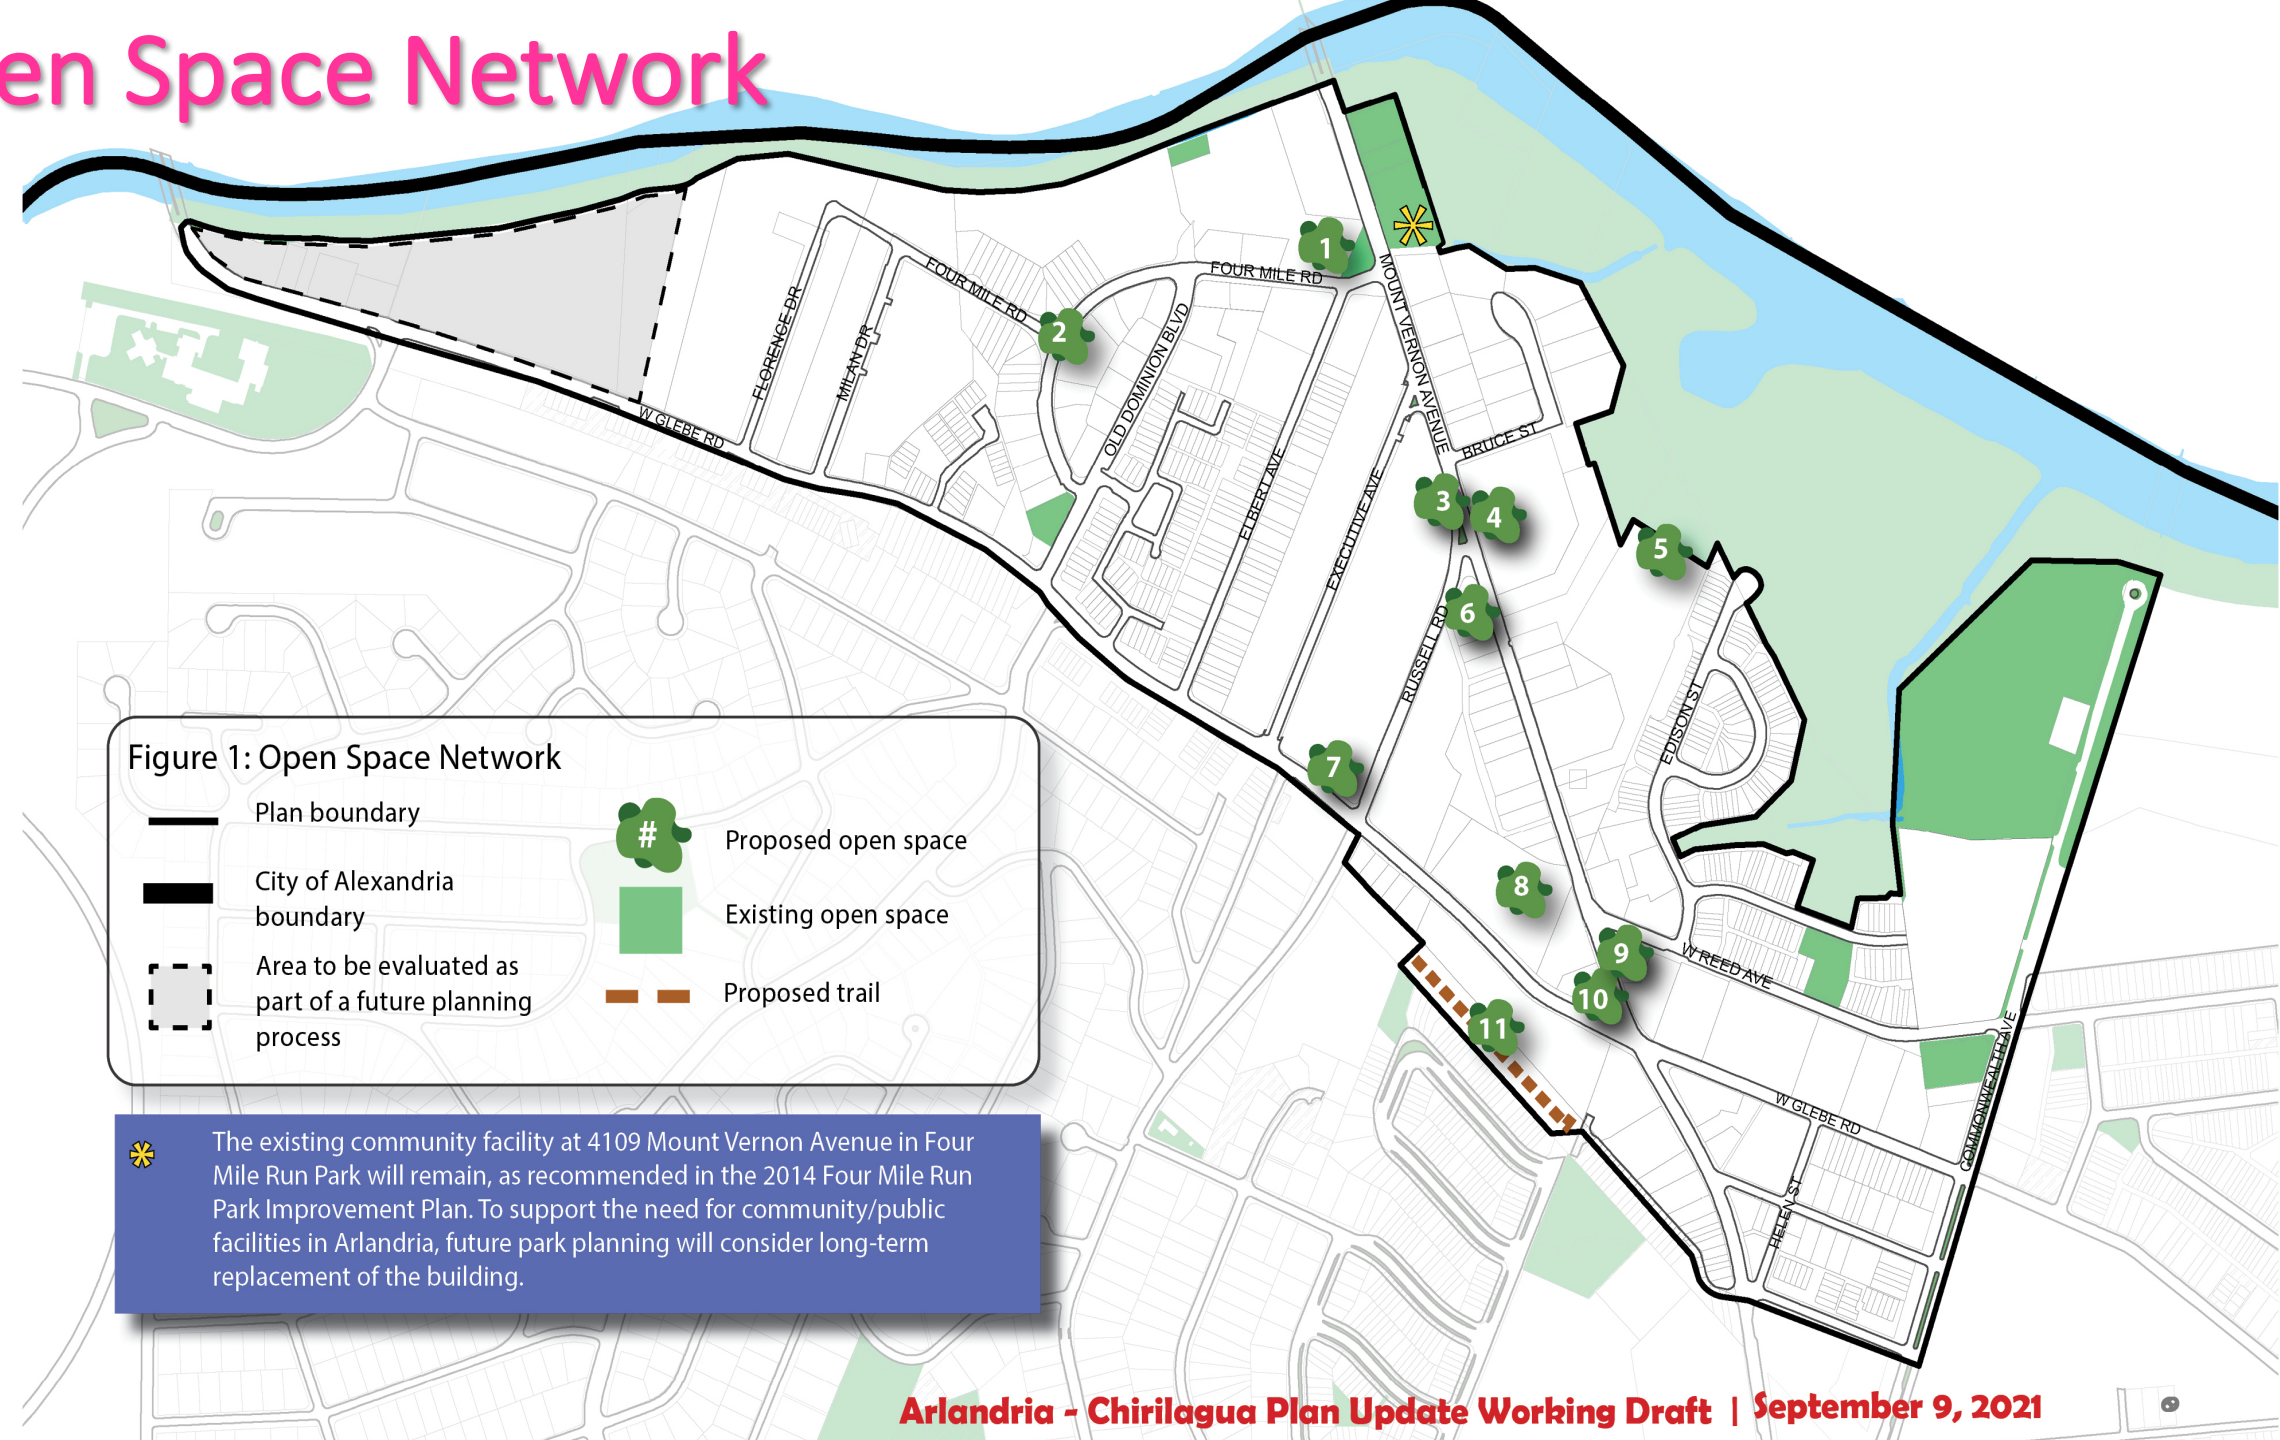 en Space Network
FOUR MILE RD
FOUR MILE RD
FLORENCE DR
MILAN DR
OLD DOMINION BLVD
W GLEBE RD
ELBERT AVE
EXECUTIVE AVE
MOUNT VERNON AVENUE
BRUCE ST
RUSSELL RD
EDISON ST
W REED AVE
W GLEBE RD
HELEN ST
COMMONWEALTH AVE
1
2
3
4
5
6
7
8
9
10
11
Figure 1: Open Space Network
Plan boundary
City of Alexandria
boundary
Area to be evaluated as
part of a future planning
process
#
Proposed open space
Existing open space
Proposed trail
The existing community facility at 4109 Mount Vernon Avenue in Four
Mile Run Park will remain, as recommended in the 2014 Four Mile Run
Park Improvement Plan. To support the need for community/public
facilities in Arlandria, future park planning will consider long-term
replacement of the building.
Arlandria - Chirilagua Plan Update Working Draft | September 9, 2021